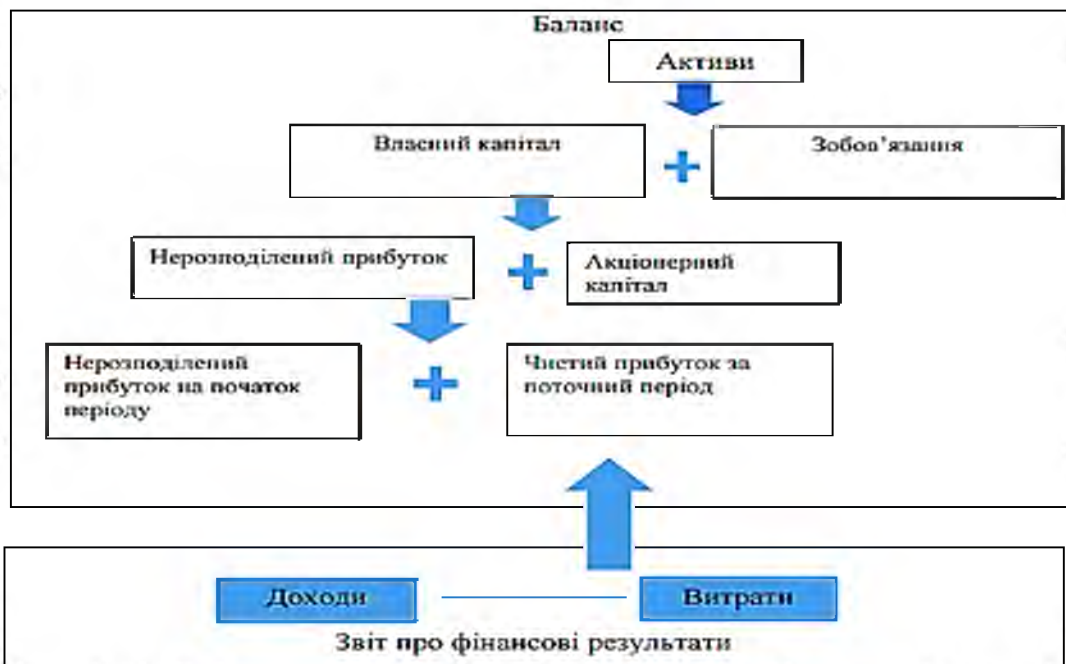 Баланс
Активи
Власний капітал
Зобов’язання
Нерозподілений прибуток
Акціонерний
капітал
Нерозподілений
прибуток на початок
періоду
Чистий прибуток за
поточний період
Доходи
Витрати
Звіт про фінансові результати